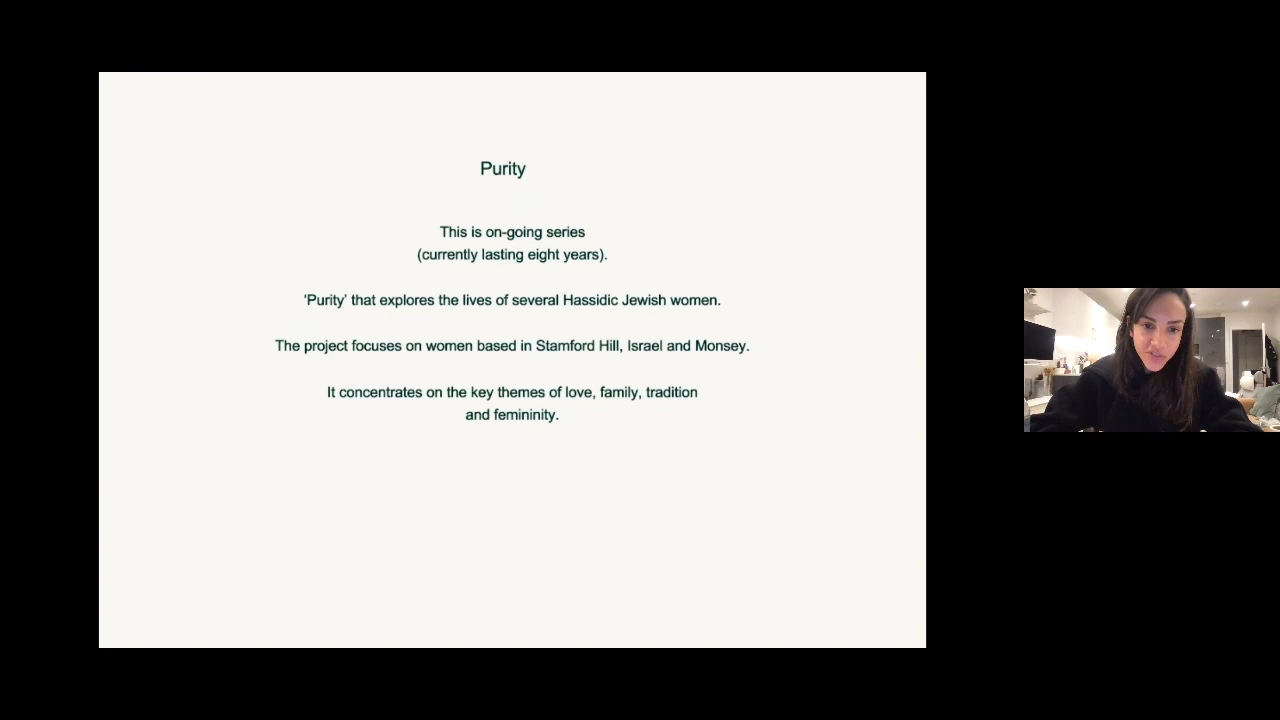 Purity
This is on-going series
(currently lasting eight years).
‘Purity’ that explores the lives of several Hassidic Jewish women.
The project focuses on women based in Stamford Hill, Israel and Monsey.
It concentrates on the key themes of love, family, tradition
and femininity.